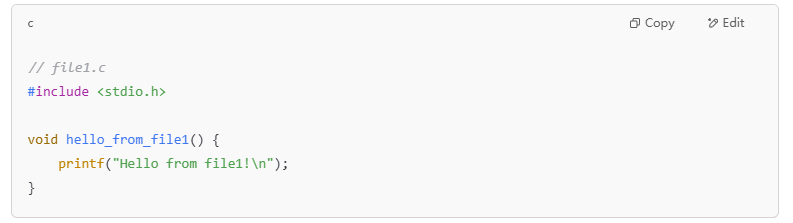 c
Copy
Edit
// file1.c
#include <stdio.h>
void hello_from_file1() {
    printf("Hello from file1!\n");
}